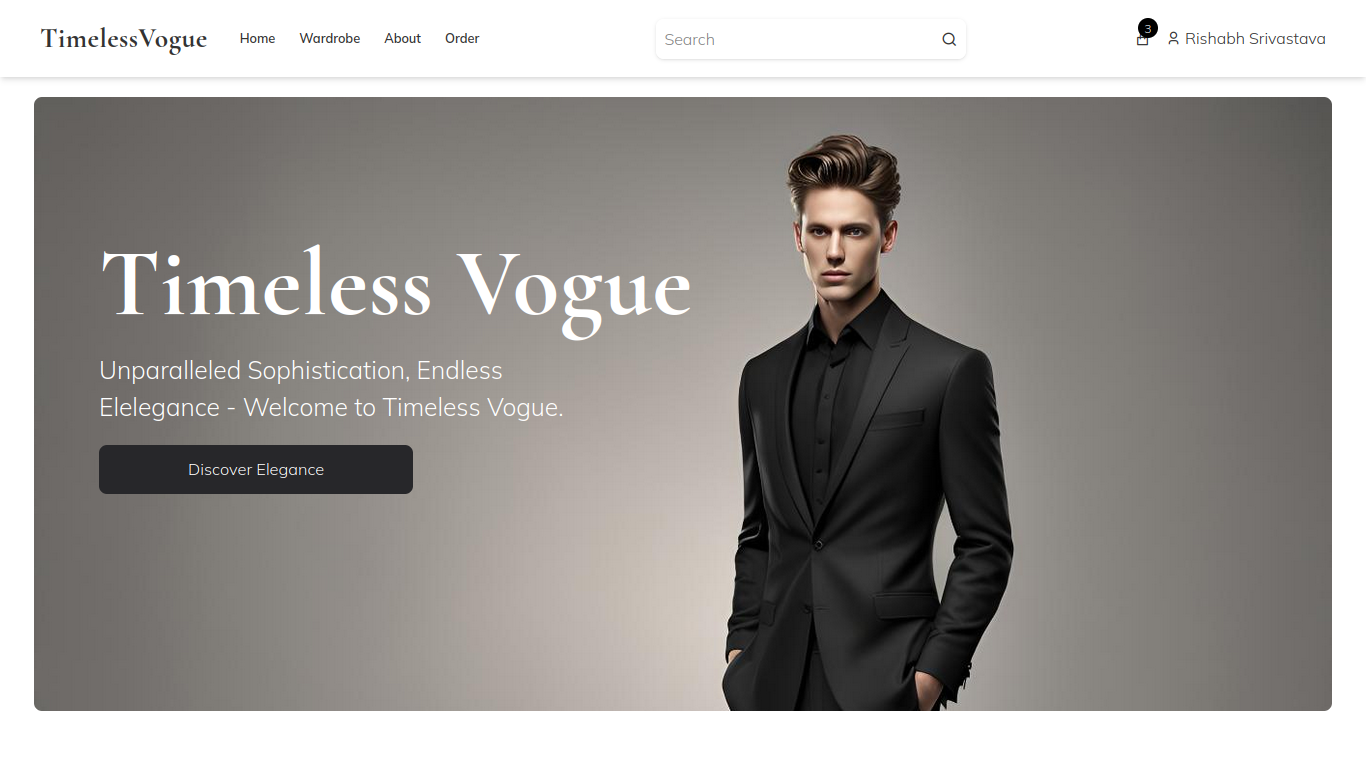 TimelessVogue Home Wardrobe About Order Search 3 Rishabh Srivastava
Timeless Vogue
Unparalleled Sophistication, Endless
Elelegance - Welcome to Timeless Vogue.
Discover Elegance